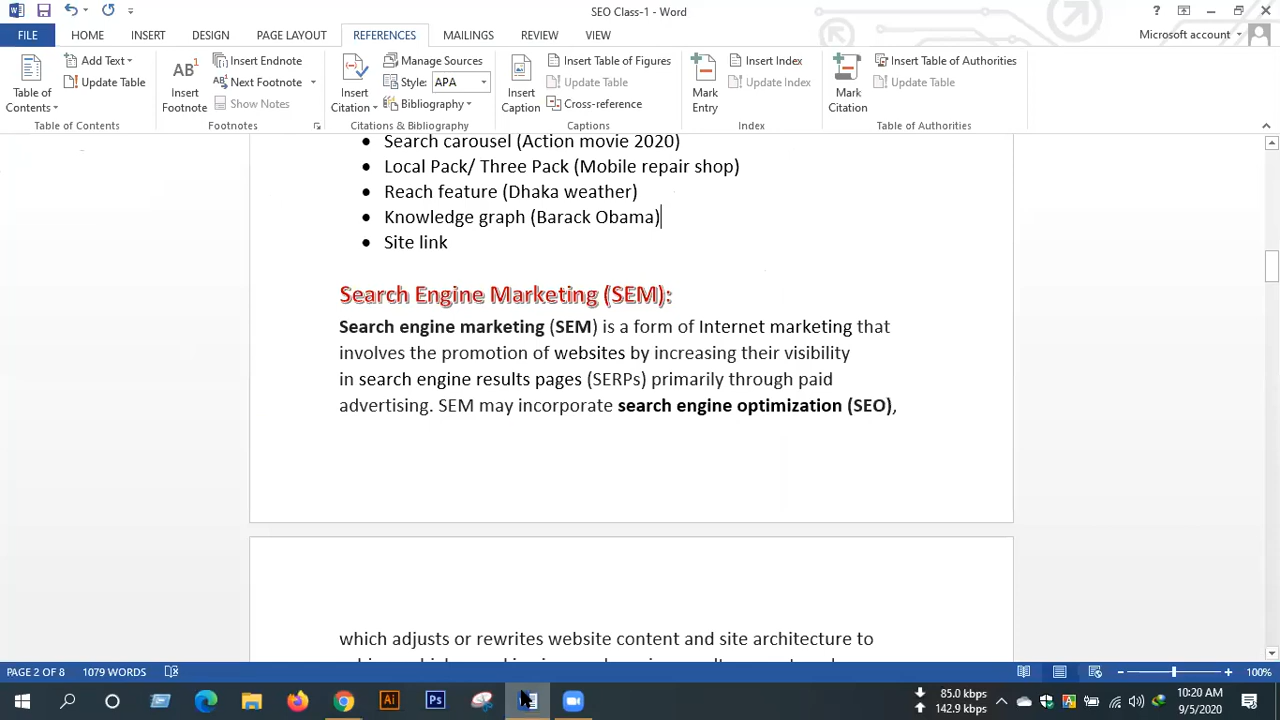 SEO Class-1 - Word
FILE HOME INSERT DESIGN PAGE LAYOUT REFERENCES MAILINGS REVIEW VIEW Microsoft account
Table of Contents
Add Text
Update Table
Table of Contents
AB1 Insert Footnote
Insert Endnote
Next Footnote
Show Notes
Footnotes
Insert Citation
Manage Sources
Style: APA
Bibliography
Citations & Bibliography
Insert Caption
Insert Table of Figures
Update Table
Cross-reference
Captions
Mark Entry
Insert Index
Update Index
Index
Mark Citation
Insert Table of Authorities
Update Table
Table of Authorities
• Search carousel (Action movie 2020)
• Local Pack/ Three Pack (Mobile repair shop)
• Reach feature (Dhaka weather)
• Knowledge graph (Barack Obama)
• Site link
Search Engine Marketing (SEM):
Search engine marketing (SEM) is a form of Internet marketing that
involves the promotion of websites by increasing their visibility
in search engine results pages (SERPs) primarily through paid
advertising. SEM may incorporate search engine optimization (SEO),
which adjusts or rewrites website content and site architecture to
PAGE 2 OF 8 1079 WORDS 100%
Ai Ps 85.0 kbps 142.9 kbps 10:20 AM 9/5/2020